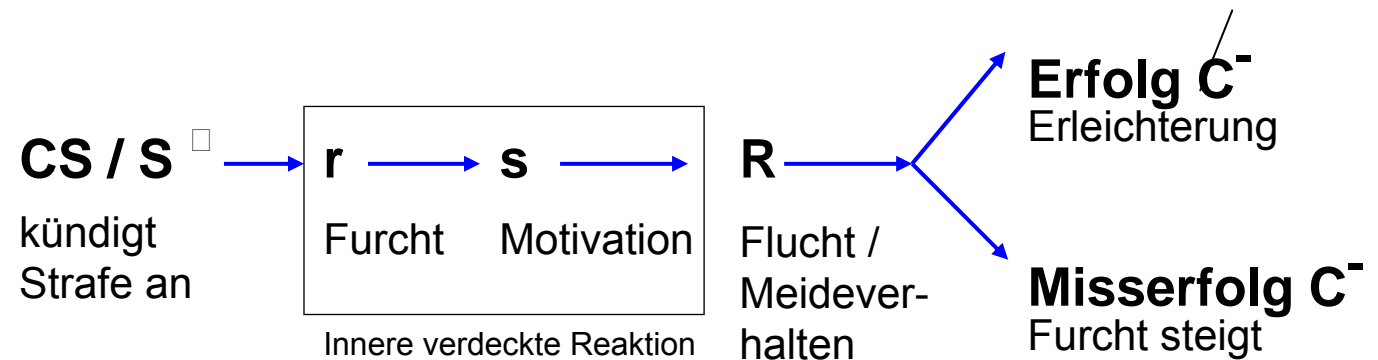 CS / S
kündigt
Strafe an
r
Furcht
s
Motivation
Innere verdeckte Reaktion
R
Flucht /
Meidever-
halten
Erfolg C-
Erleichterung
Misserfolg C-
Furcht steigt